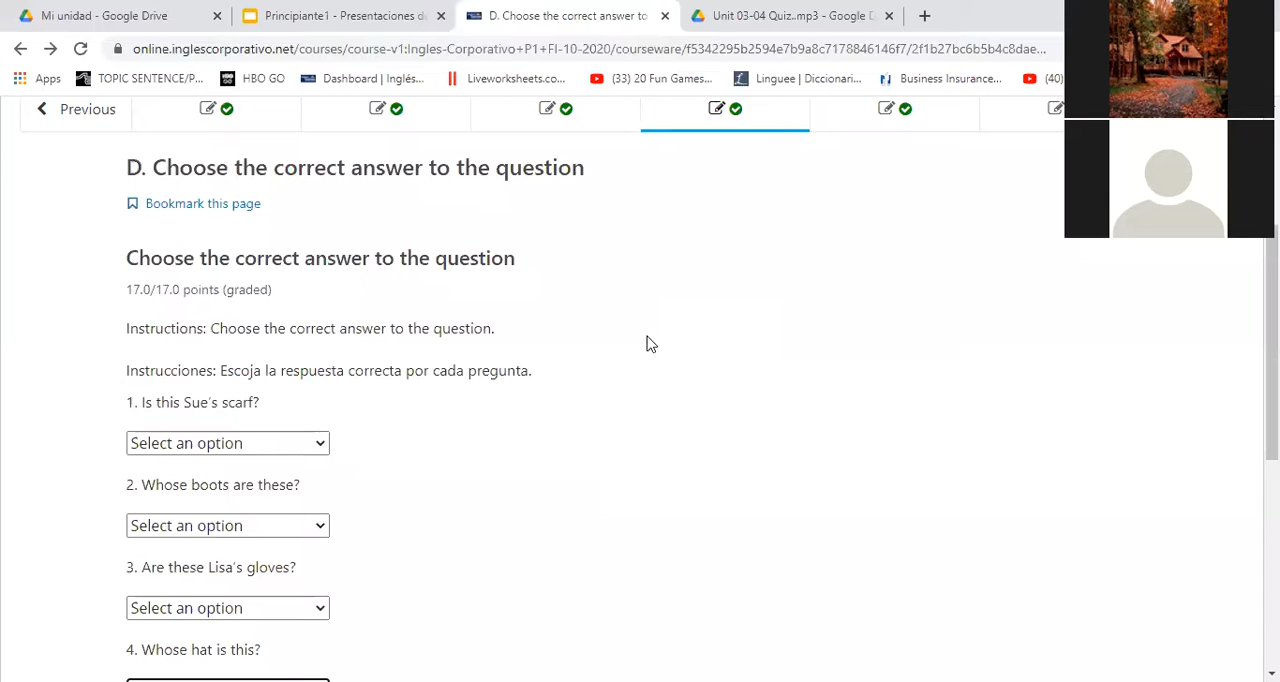 Mi unidad - Google Drive
Principiante1 - Presentaciones d
D. Choose the correct answer to
Unit 03-04 Quiz..mp3 - Google D
online.inglescorporativo.net/courses/course-v1:Ingles-Corporativo+P1+FI-10-2020/courseware/f5342295b2594e7b9a8c7178846146f7/2f1b27bc6b5b4c8dae...
Apps
TOPIC SENTENCE/P...
HBO GO
Dashboard | Inglés...
Liveworksheets.co...
(33) 20 Fun Games...
Linguee | Diccionari...
Business Insurance...
(40)
Previous
D. Choose the correct answer to the question
Bookmark this page
Choose the correct answer to the question
17.0/17.0 points (graded)
Instructions: Choose the correct answer to the question.
Instrucciones: Escoja la respuesta correcta por cada pregunta.
1. Is this Sue's scarf?
Select an option
2. Whose boots are these?
Select an option
3. Are these Lisa's gloves?
Select an option
4. Whose hat is this?